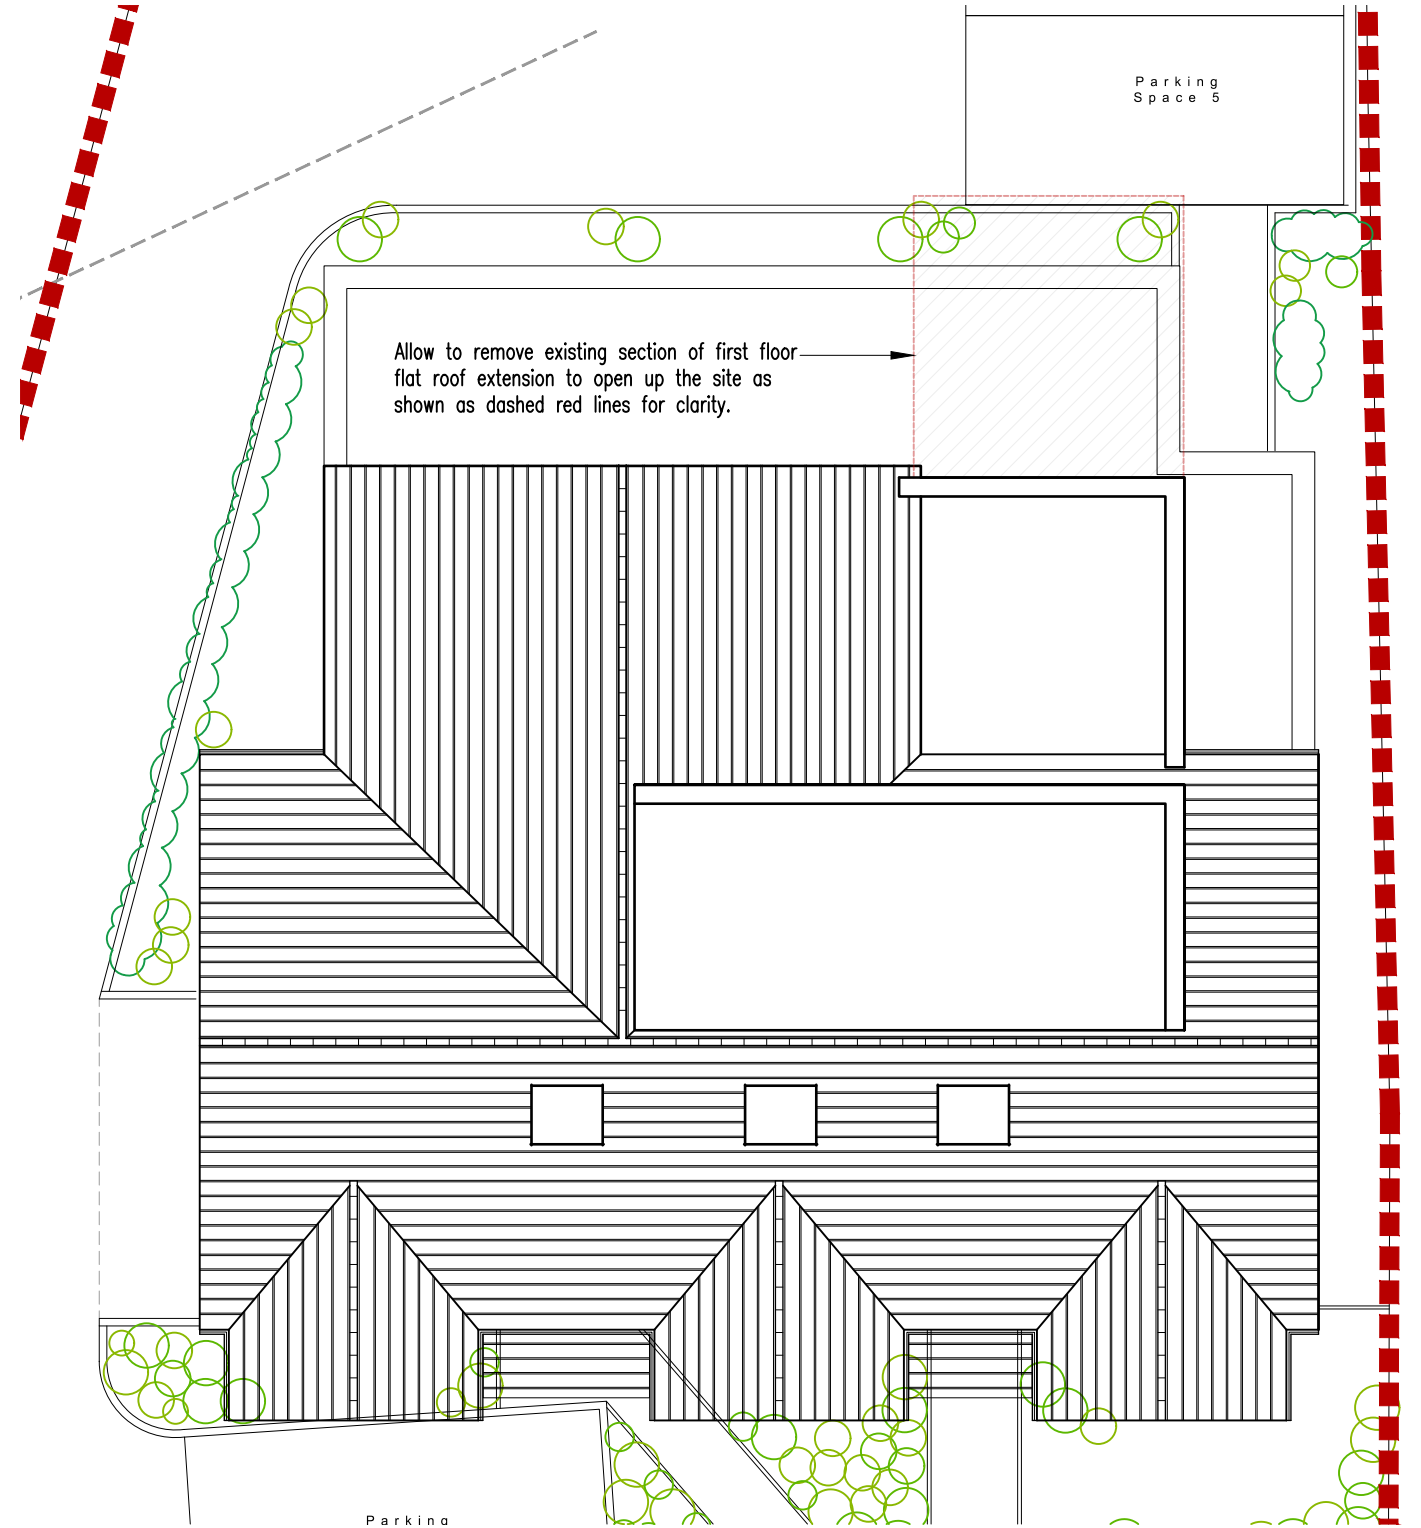 Parking
Space 5
Allow to remove existing section of first floor
flat roof extension to open up the site as
shown as dashed red lines for clarity.
Parking